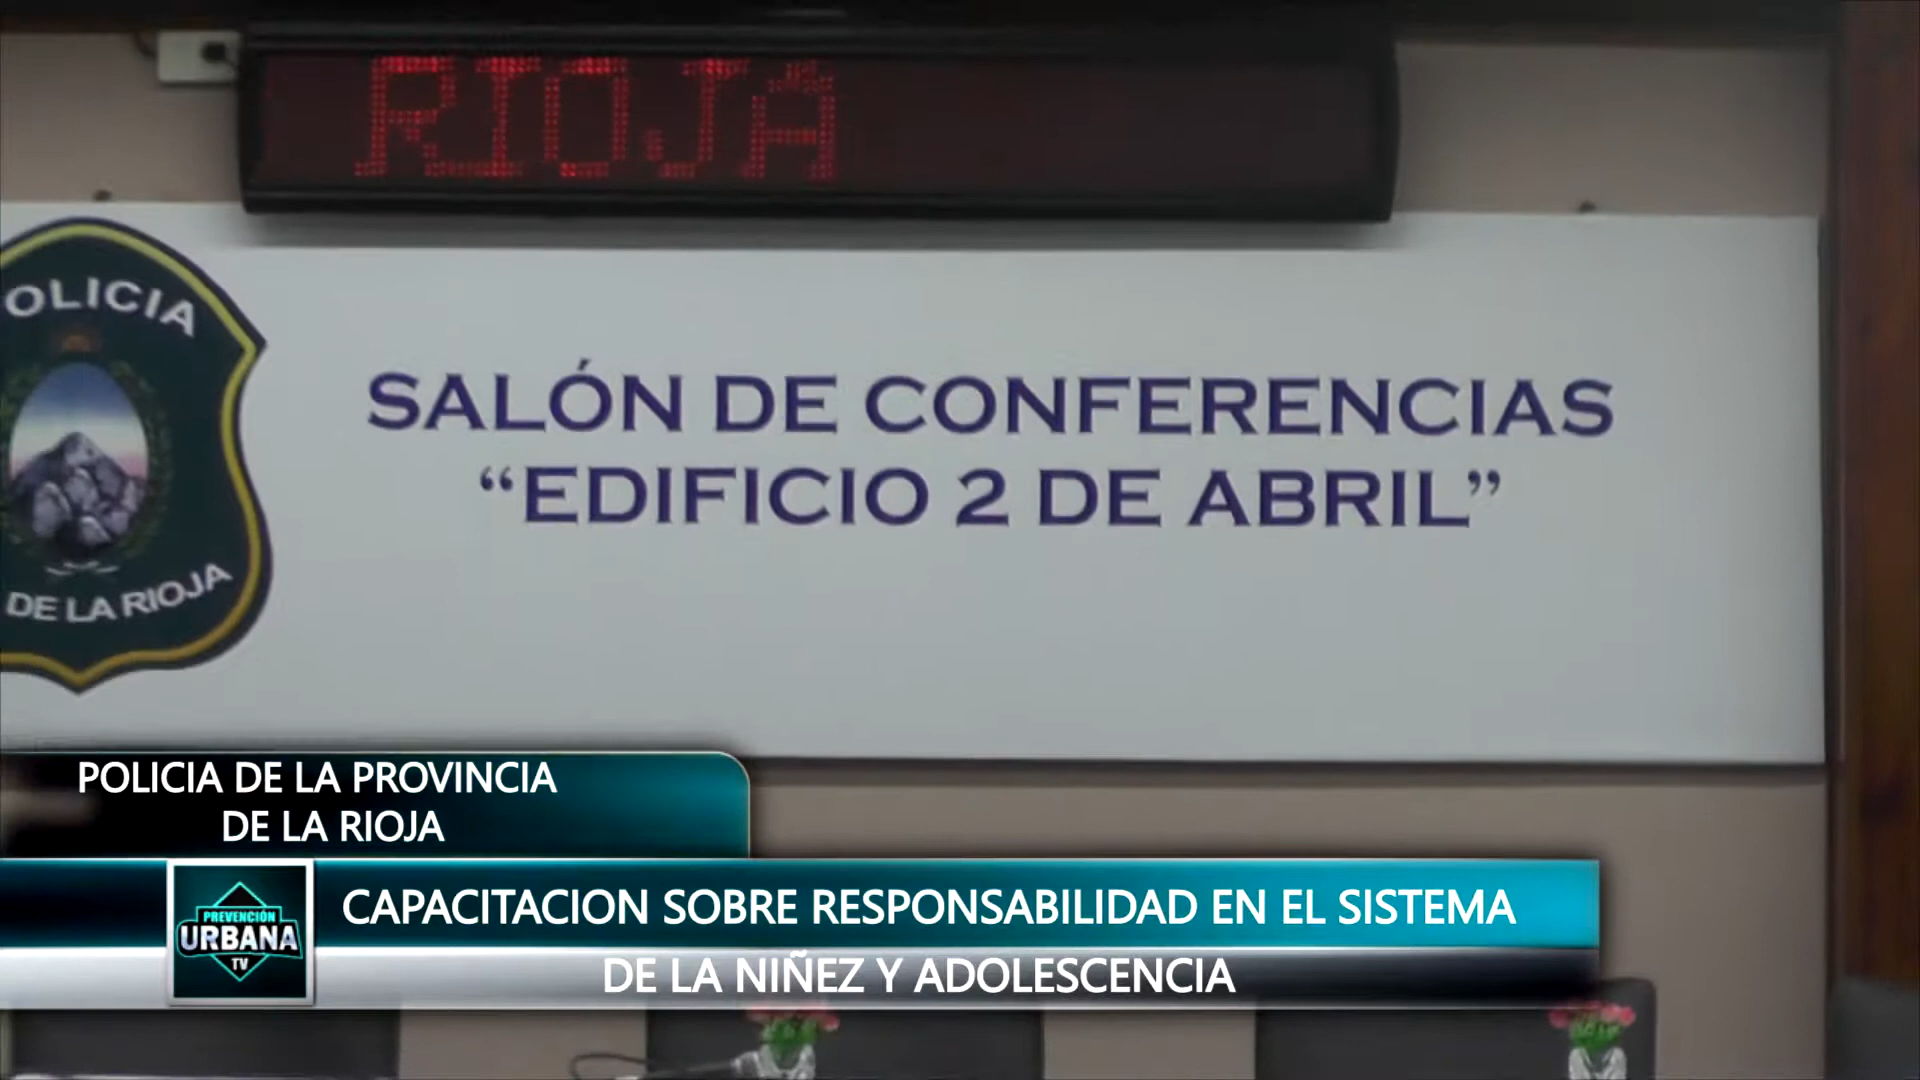 RIOJA
OLICIA
DE LA RIOJA
SALÓN DE CONFERENCIAS
“EDIFICIO 2 DE ABRIL”
POLICIA DE LA PROVINCIA
DE LA RIOJA
PREVENCIÓN
URBANA
TV
CAPACITACION SOBRE RESPONSABILIDAD EN EL SISTEMA
DE LA NIÑEZ Y ADOLESCENCIA